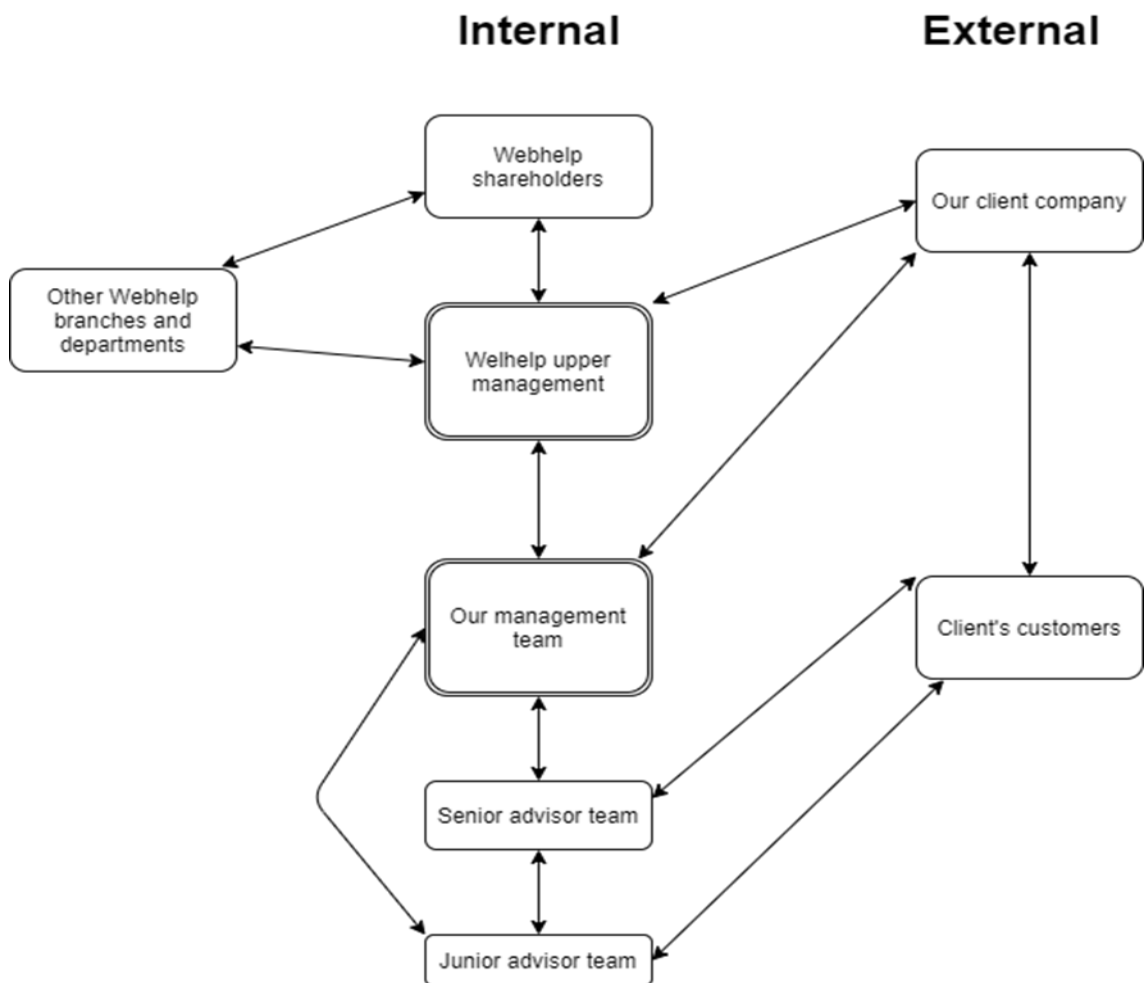 Internal
External
Webhelp
shareholders
Our client company
Other Webhelp
branches and
departments
Welhelp upper
management
Our management
team
Client's customers
Senior advisor team
Junior advisor team